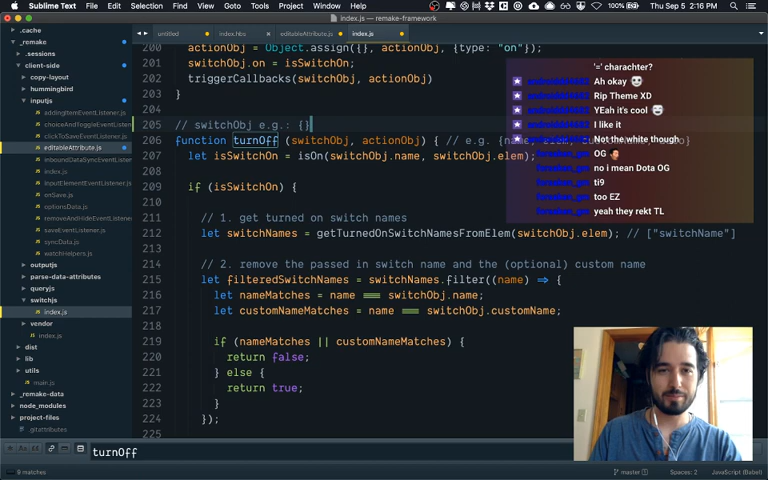 Sublime Text File Edit Selection Find View Goto Tools Project Window Help
100% Thu Sep 5 2:16 PM
index.js — remake-framework
untitled index.hbs editableAttribute.js index.js
.cache
_remake
.sessions
client-side
copy-layout
hummingbird
inputjs
addingItemEventListener
choiceAndToggleEventListener
clickToSaveEventListener
editableAttribute.js
inboundDataSyncEventListener
index.js
inputElementEventListener
onSave.js
optionsData.js
removeAndHideEventListener
saveEventListener.js
syncData.js
watchHelpers.js
outputjs
parse-data-attributes
queryjs
switchjs
index.js
vendor
index.js
dist
lib
utils
main.js
_remake-data
node_modules
project-files
.gitattributes
200 actionObj = Object.assign({}, actionObj, {type: "on"});
201 switchObj.on = isSwitchOn;
202 triggerCallbacks(switchObj, actionObj)
203 }
204
205 // switchObj e.g.: {}
206 function turnOff (switchObj, actionObj) { // e.g.
207 let isSwitchOn = isOn(switchObj.name, switchObj.elem);
208
209 if (isSwitchOn) {
210
211 // 1. get turned on switch names
212 let switchNames = getTurnedOnSwitchNamesFromElem(switchObj.elem); // ["switchName"]
213
214 // 2. remove the passed in switch name and the (optional) custom name
215 let filteredSwitchNames = switchNames.filter((name) => {
216 let nameMatches = name === switchObj.name;
217 let customNameMatches = name === switchObj.customName;
218
219 if (nameMatches || customNameMatches) {
220 return false;
221 } else {
222 return true;
223 }
224 });
225
'=' charachter?
Ah okay
Rip Theme XD
YEah it's cool
I like it
Not the white though
OG
no i mean Dota OG
ti9
too EZ
yeah they rekt TL
turnOff
9 matches
master Spaces: 2 JavaScript (Babel)